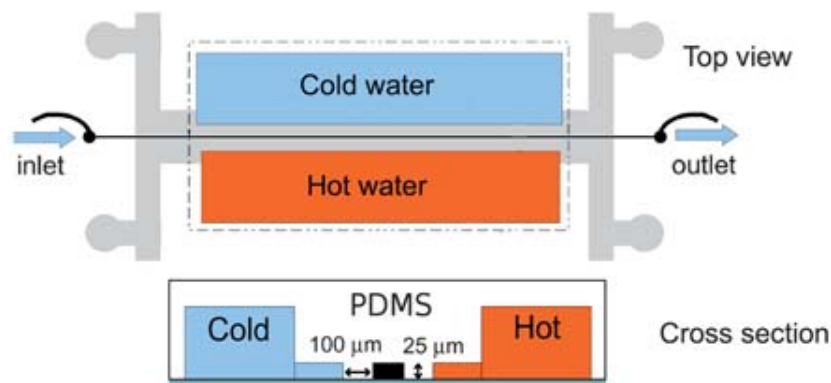 Cold water
Top view
inlet
outlet
Hot water
PDMS
Cold
Hot
100 μm
25 μm
Cross section